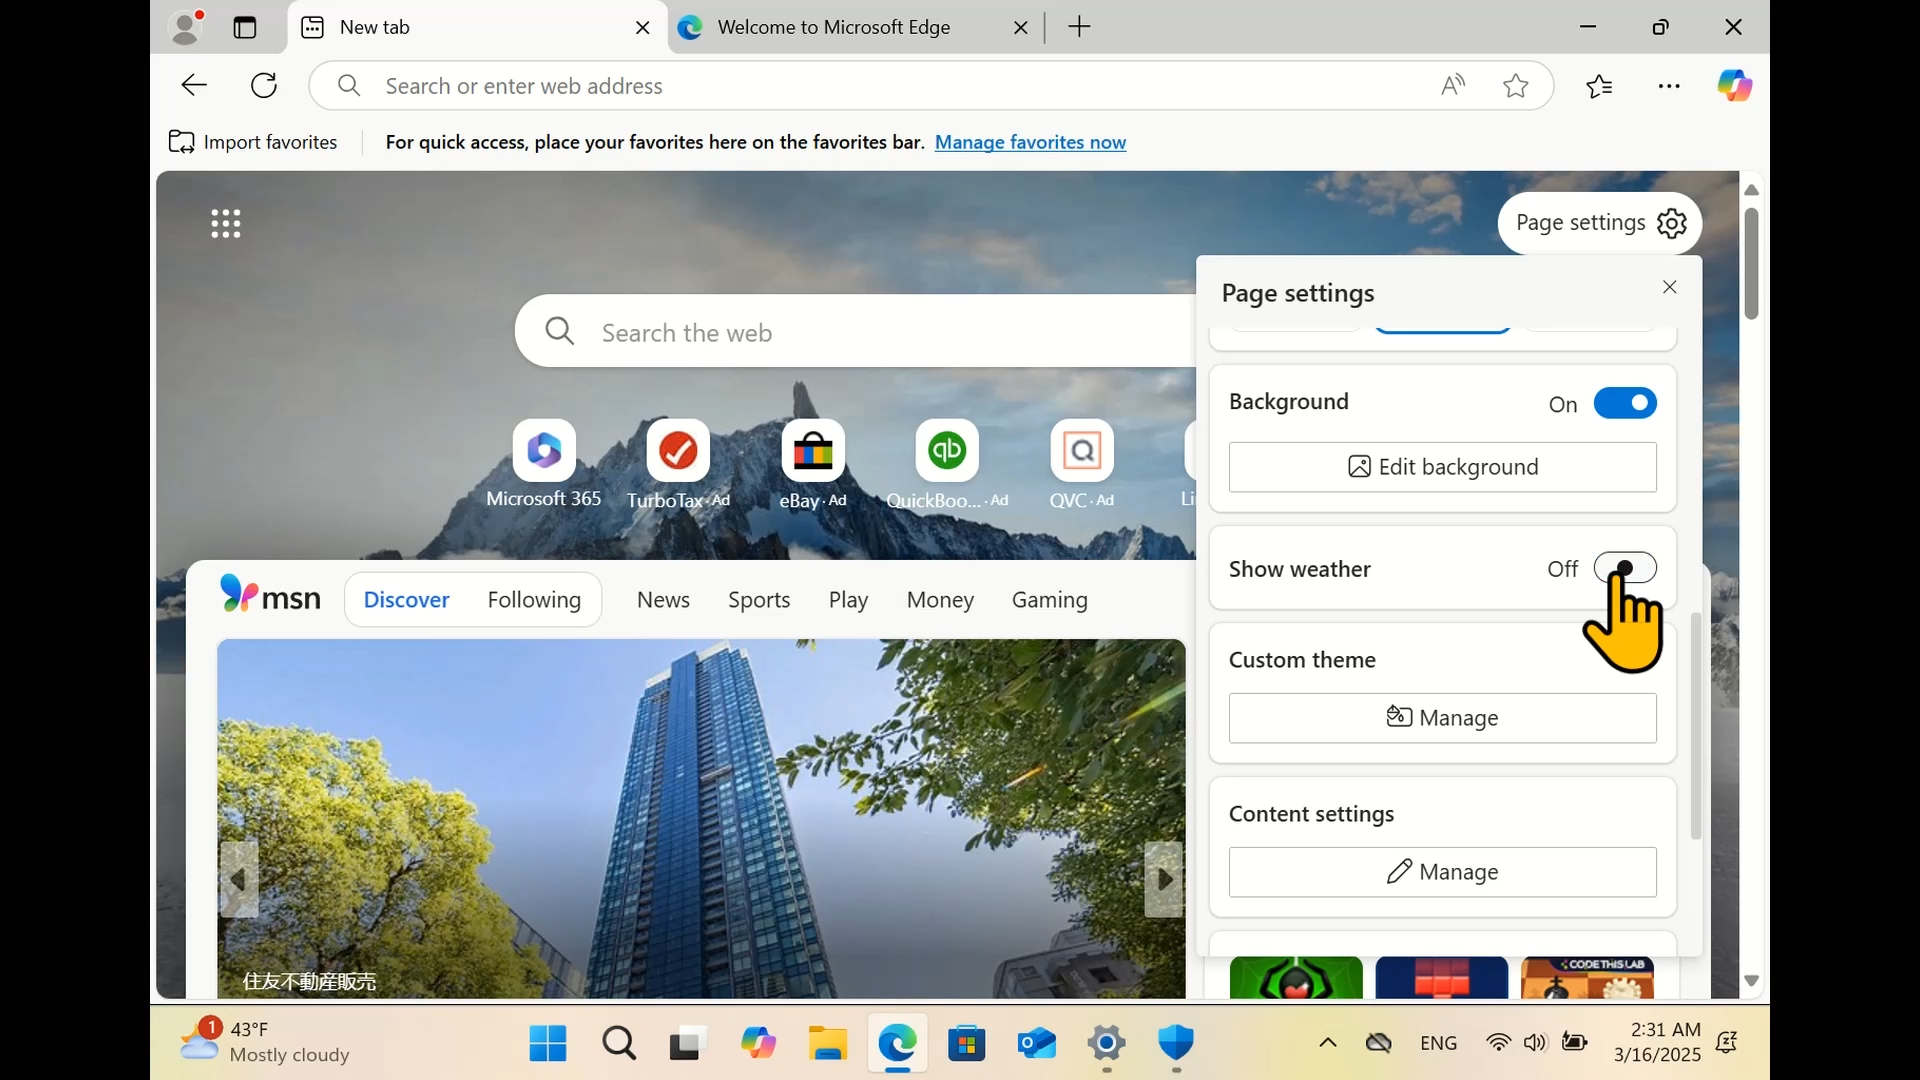 New tab
Welcome to Microsoft Edge
Search or enter web address
Import favorites
For quick access, place your favorites here on the favorites bar. Manage favorites now
Page settings
Page settings
Search the web
Background
On
Edit background
Microsoft 365
TurboTax · Ad
eBay · Ad
QuickBoo... · Ad
QVC · Ad
Li
Show weather
Off
msn
Discover
Following
News
Sports
Play
Money
Gaming
Custom theme
Manage
Content settings
Manage
CODETHISLAB
住友不動産販売
1
43°F
Mostly cloudy
ENG
2:31 AM
3/16/2025